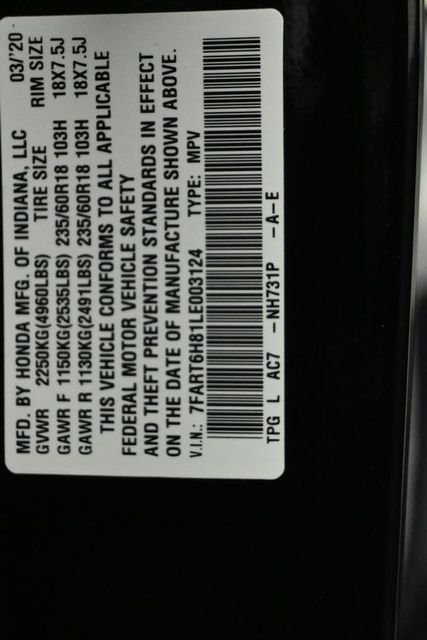 MFD. BY HONDA MFG. OF INDIANA, LLC 03/'20
GVWR 2250KG(4960LBS) TIRE SIZE RIM SIZE
GAWR F 1150KG(2535LBS) 235/60R18 103H 18X7.5J
GAWR R 1130KG(2491LBS) 235/60R18 103H 18X7.5J
THIS VEHICLE CONFORMS TO ALL APPLICABLE
FEDERAL MOTOR VEHICLE SAFETY
AND THEFT PREVENTION STANDARDS IN EFFECT
ON THE DATE OF MANUFACTURE SHOWN ABOVE.
V.I.N.: 7FART6H81LE003124 TYPE: MPV
TPG L AC7 -NH731P -A-E